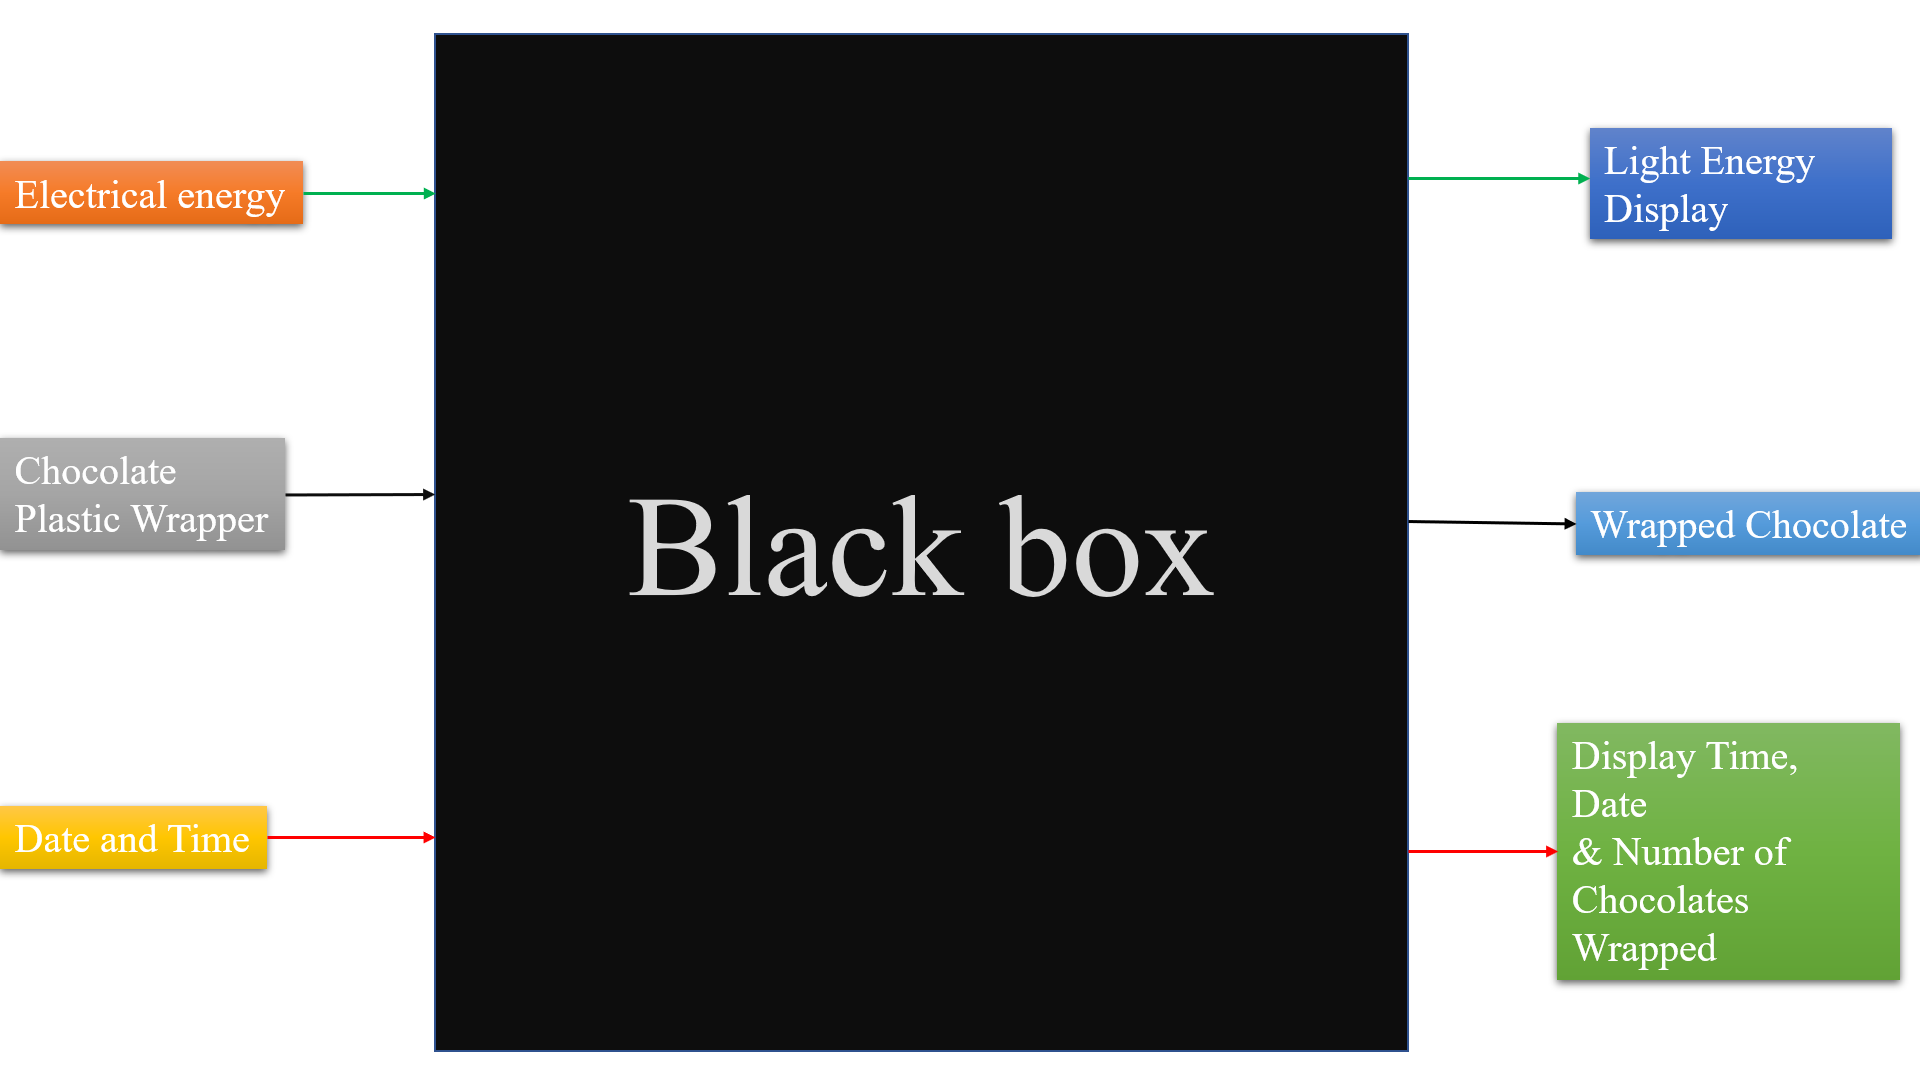 Electrical energy
Chocolate
Plastic Wrapper
Date and Time
Black box
Light Energy
Display
Wrapped Chocolate
Display Time,
Date
& Number of
Chocolates
Wrapped